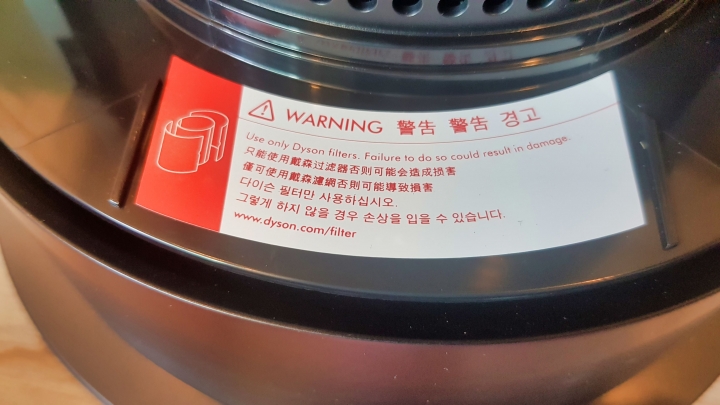 WARNING 警告 警告 경고
Use only Dyson filters. Failure to do so could result in damage.
只能使用戴森过滤器否则可能会造成损害
僅可使用戴森濾網否則可能導致損害
다이슨 필터만 사용하십시오.
그렇게 하지 않을 경우 손상을 입을 수 있습니다.
www.dyson.com/filter